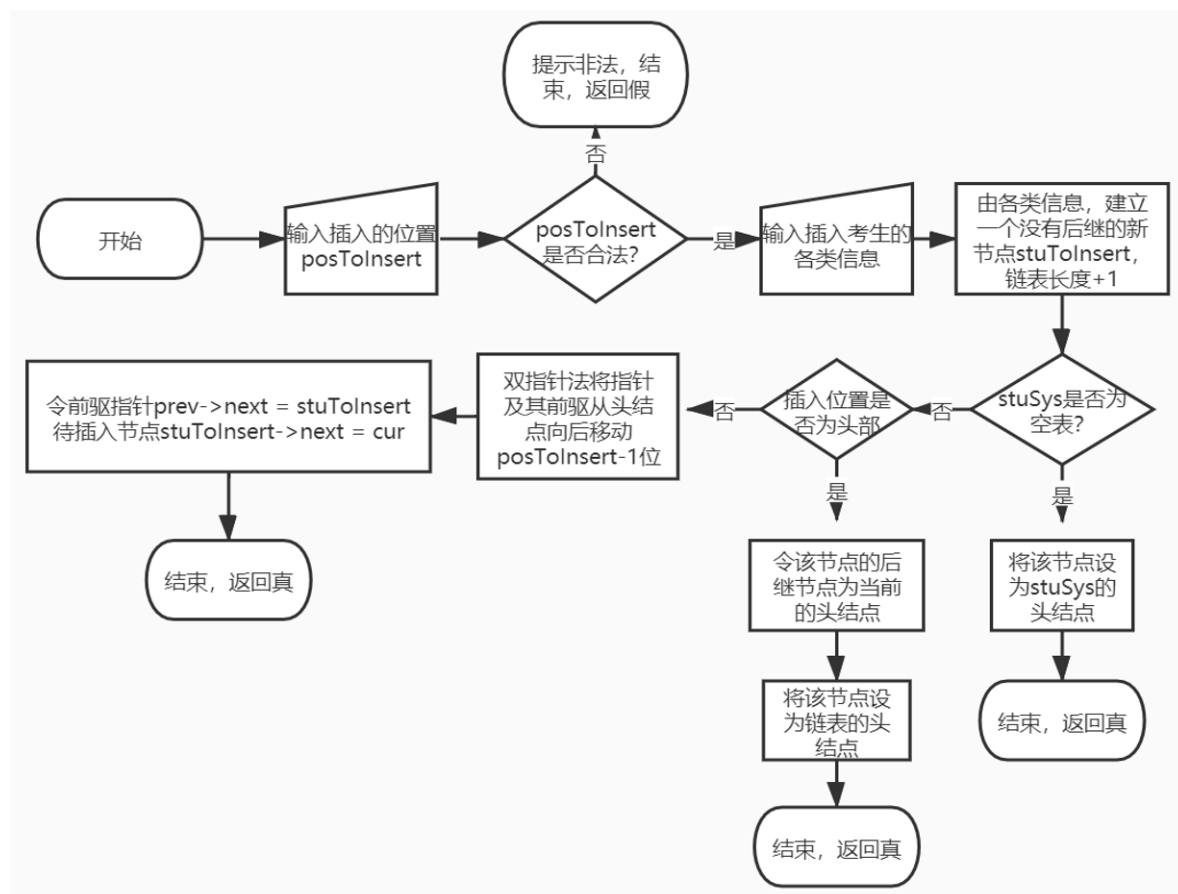 提示非法，结
束，返回假
否
开始
输入插入的位置
posToInsert
posToInsert
是否合法？
是
输入插入考生的
各类信息
由各类信息，建立
一个没有后继的新
节点stuToInsert，
链表长度+1
stuSys是否为
空表？
否
插入位置是
否为头部
否
双指针法将指针
及其前驱从头结
点向后移动
posToInsert-1位
令前驱指针prev->next = stuToInsert
待插入节点stuToInsert->next = cur
结束，返回真
是
令该节点的后
继节点为当前
的头结点
将该节点设
为链表的头
结点
结束，返回真
是
将该节点设
为stuSys的
头结点
结束，返回真